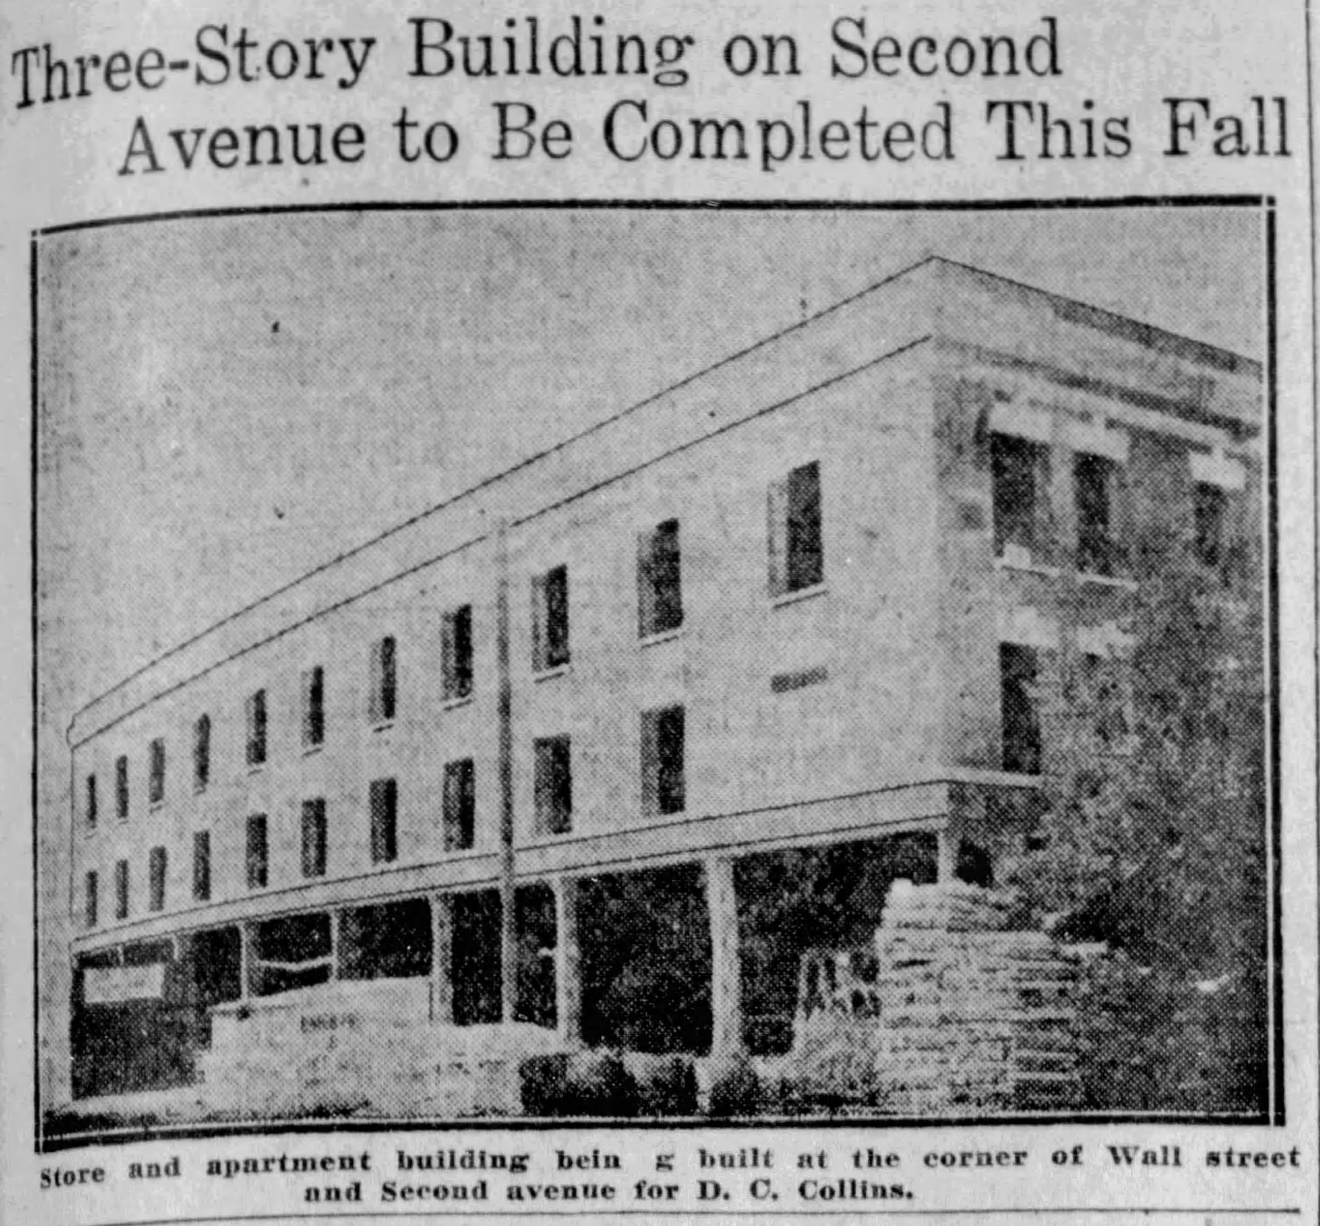 Three-Story Building on Second
Avenue to Be Completed This Fall
Store and apartment building bein g built at the corner of Wall street
and Second avenue for D. C. Collins.